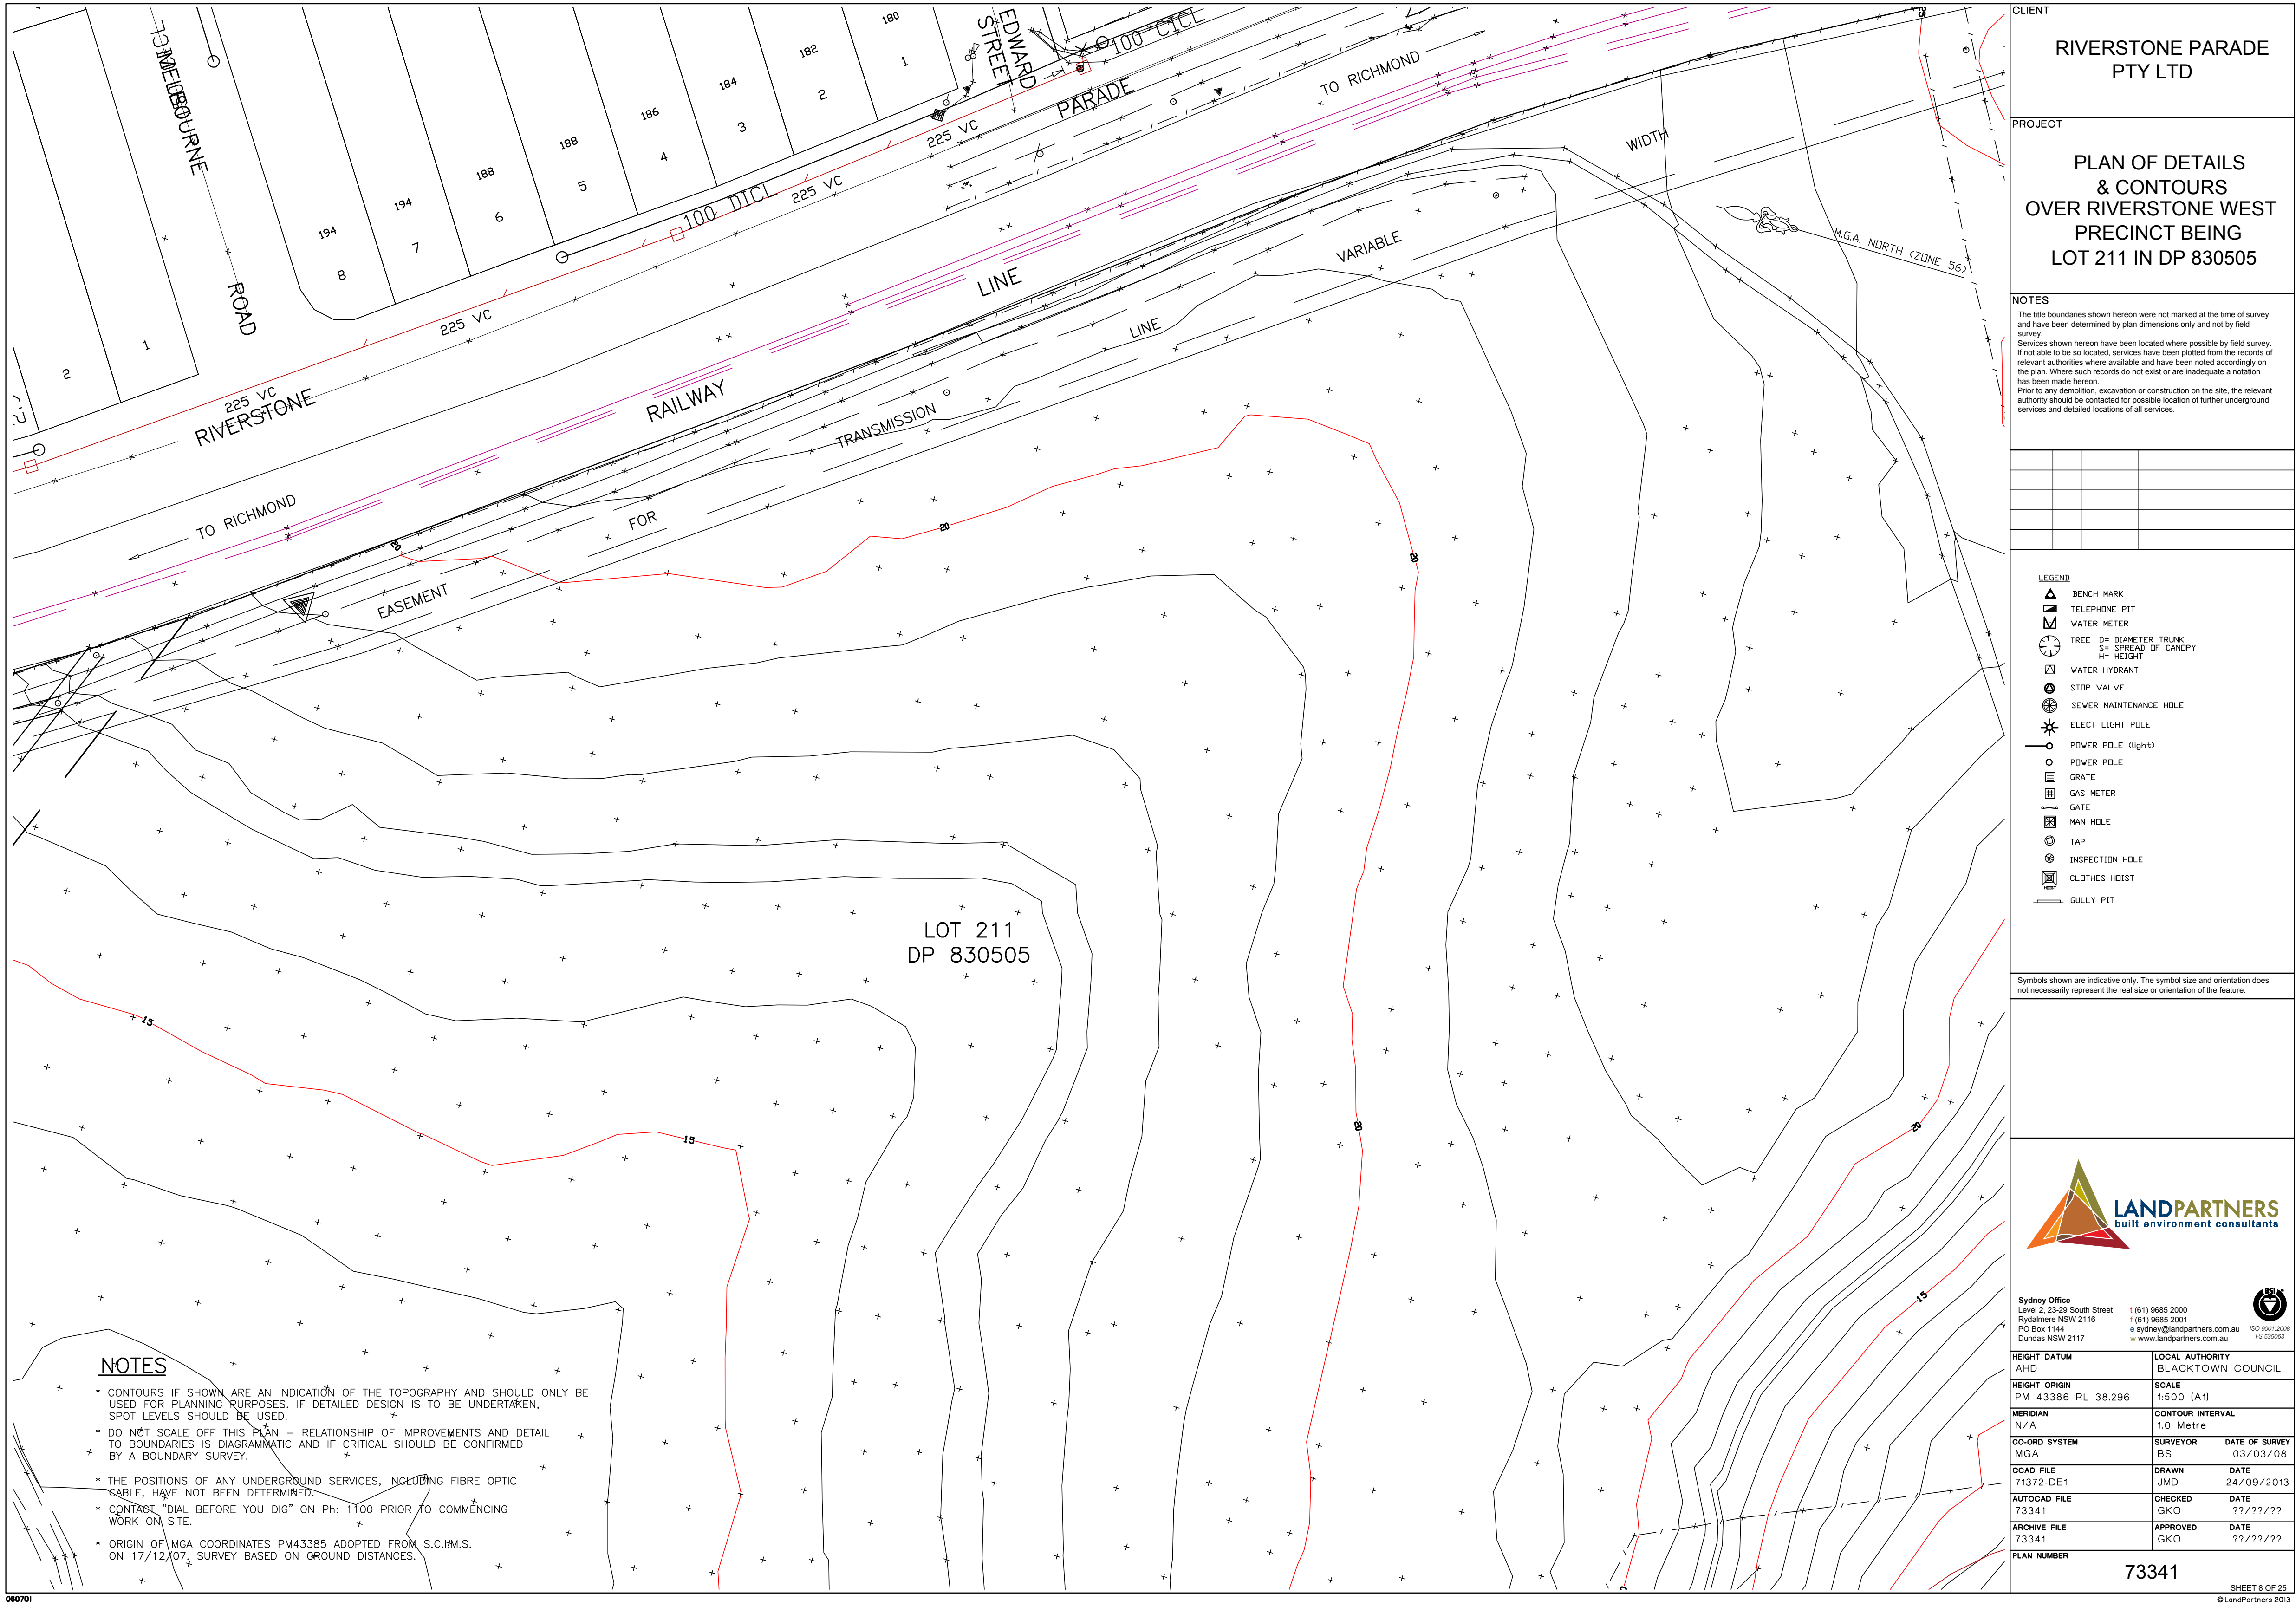 MELBOURNE
ROAD
EDWARD
STREET
100 CICL
180
182
184
186
188
188
194
194
1
2
3
4
5
6
7
8
1
2
225 VC
225 VC
225 VC
225 VC
100 DICL
RIVERSTONE
PARADE
TO RICHMOND
TO RICHMOND
RAILWAY
LINE
EASEMENT
FOR
TRANSMISSION
LINE
VARIABLE
WIDTH
M.G.A. NORTH (ZONE 56)
25
20
20
20
20
20
15
15
15
LOT 211
DP 830505
NOTES
* CONTOURS IF SHOWN ARE AN INDICATION OF THE TOPOGRAPHY AND SHOULD ONLY BE
USED FOR PLANNING PURPOSES. IF DETAILED DESIGN IS TO BE UNDERTAKEN,
SPOT LEVELS SHOULD BE USED.
* DO NOT SCALE OFF THIS PLAN – RELATIONSHIP OF IMPROVEMENTS AND DETAIL
TO BOUNDARIES IS DIAGRAMMATIC AND IF CRITICAL SHOULD BE CONFIRMED
BY A BOUNDARY SURVEY.
* THE POSITIONS OF ANY UNDERGROUND SERVICES, INCLUDING FIBRE OPTIC
CABLE, HAVE NOT BEEN DETERMINED.
* CONTACT "DIAL BEFORE YOU DIG" ON Ph: 1100 PRIOR TO COMMENCING
WORK ON SITE.
* ORIGIN OF MGA COORDINATES PM43385 ADOPTED FROM S.C.I.M.S.
ON 17/12/07. SURVEY BASED ON GROUND DISTANCES.
060701
CLIENT
RIVERSTONE PARADE
PTY LTD
PROJECT
PLAN OF DETAILS
& CONTOURS
OVER RIVERSTONE WEST
PRECINCT BEING
LOT 211 IN DP 830505
NOTES
The title boundaries shown hereon were not marked at the time of survey
and have been determined by plan dimensions only and not by field
survey.
Services shown hereon have been located where possible by field survey.
If not able to be so located, services have been plotted from the records of
relevant authorities where available and have been noted accordingly on
the plan. Where such records do not exist or are inadequate a notation
has been made hereon.
Prior to any demolition, excavation or construction on the site, the relevant
authority should be contacted for possible location of further underground
services and detailed locations of all services.
LEGEND
BENCH MARK
TELEPHONE PIT
WATER METER
TREE D= DIAMETER TRUNK
S= SPREAD OF CANOPY
H= HEIGHT
WATER HYDRANT
STOP VALVE
SEWER MAINTENANCE HOLE
ELECT LIGHT POLE
POWER POLE (light)
POWER POLE
GRATE
GAS METER
GATE
MAN HOLE
TAP
INSPECTION HOLE
CLOTHES HOIST
HOIST
GULLY PIT
Symbols shown are indicative only. The symbol size and orientation does
not necessarily represent the real size or orientation of the feature.
LANDPARTNERS
built environment consultants
Sydney Office
Level 2, 23-29 South Street t (61) 9685 2000
Rydalmere NSW 2116 f (61) 9685 2001
PO Box 1144 e sydney@landpartners.com.au
Dundas NSW 2117 w www.landpartners.com.au
BSI
ISO 9001:2008
FS 535063
HEIGHT DATUM LOCAL AUTHORITY
AHD BLACKTOWN COUNCIL
HEIGHT ORIGIN SCALE
PM 43386 RL 38.296 1:500 (A1)
MERIDIAN CONTOUR INTERVAL
N/A 1.0 Metre
CO-ORD SYSTEM SURVEYOR DATE OF SURVEY
MGA BS 03/03/08
CCAD FILE DRAWN DATE
71372-DE1 JMD 24/09/2013
AUTOCAD FILE CHECKED DATE
73341 GKO ??/??/??
ARCHIVE FILE APPROVED DATE
73341 GKO ??/??/??
PLAN NUMBER
73341
SHEET 8 OF 25
© LandPartners 2013